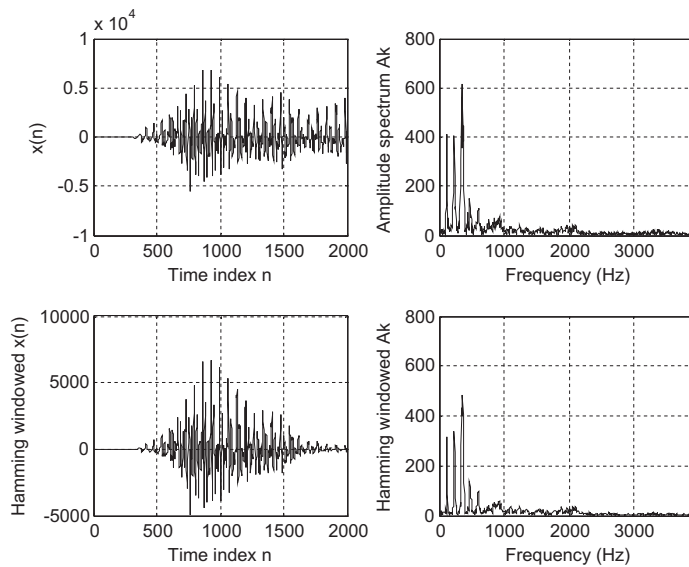 x 10^4
1
0.5
0
-0.5
-1
x(n)
0 500 1000 1500 2000
Time index n
800
600
400
200
0
Amplitude spectrum Ak
0 1000 2000 3000
Frequency (Hz)
10000
5000
0
-5000
Hamming windowed x(n)
0 500 1000 1500 2000
Time index n
800
600
400
200
0
Hamming windowed Ak
0 1000 2000 3000
Frequency (Hz)